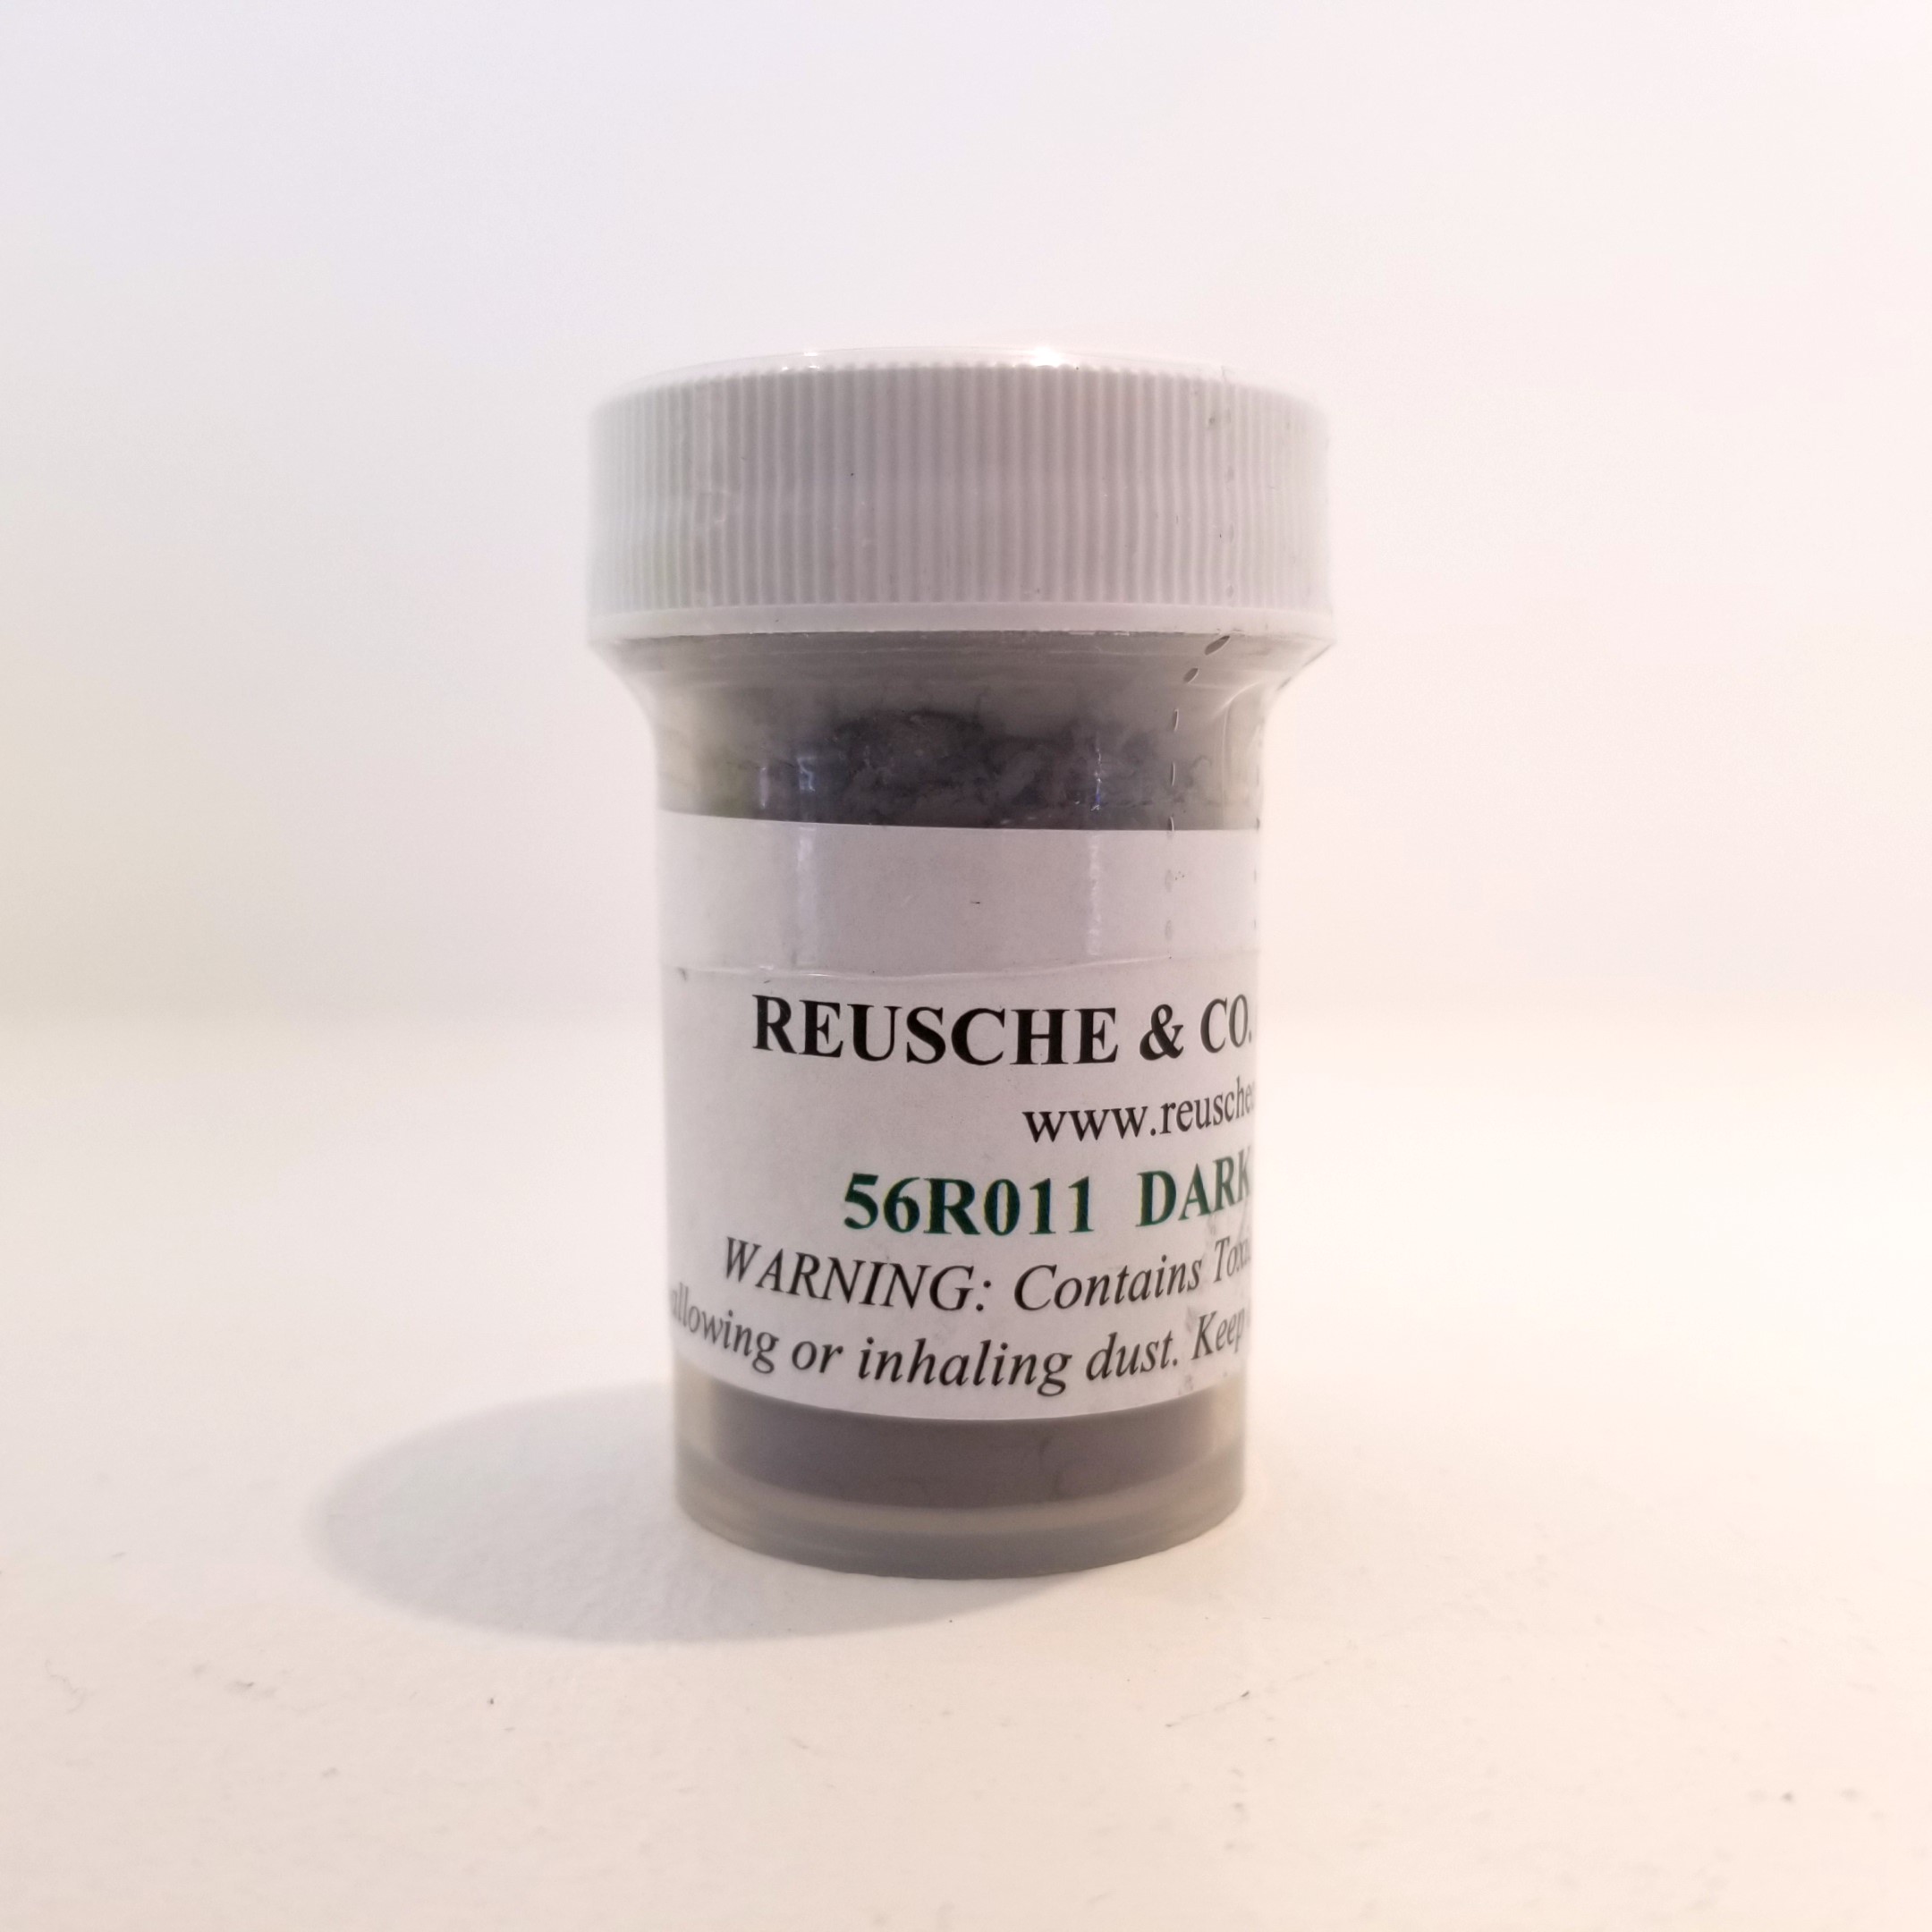 REUSCHE & CO.
www.reusche
56R011 DARK
WARNING: Contains
allowing or inhaling dust. Keep